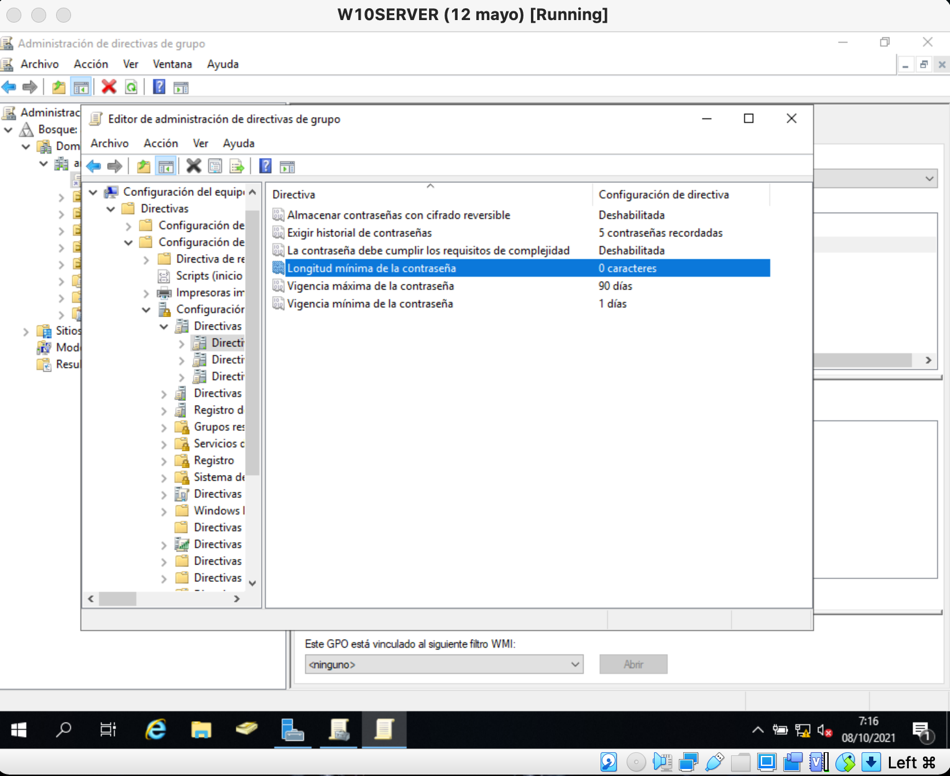 W10SERVER (12 mayo) [Running]
Administración de directivas de grupo
Archivo Acción Ver Ventana Ayuda
Administrac
Bosque:
Dom
a
Sitios
Mode
Resul
Editor de administración de directivas de grupo
Archivo Acción Ver Ayuda
Configuración del equipo
Directivas
Configuración de
Configuración de
Directiva de re
Scripts (inicio
Impresoras im
Configuración
Directivas
Directi
Directi
Directi
Directivas
Registro d
Grupos res
Servicios d
Registro
Sistema de
Directivas
Windows
Directivas
Directivas
Directivas
Directivas
Directiva Configuración de directiva
Almacenar contraseñas con cifrado reversible Deshabilitada
Exigir historial de contraseñas 5 contraseñas recordadas
La contraseña debe cumplir los requisitos de complejidad Deshabilitada
Longitud mínima de la contraseña 0 caracteres
Vigencia máxima de la contraseña 90 días
Vigencia mínima de la contraseña 1 días
Este GPO está vinculado al siguiente filtro WMI:
<ninguno> Abrir
7:16
08/10/2021
1
Left ⌘